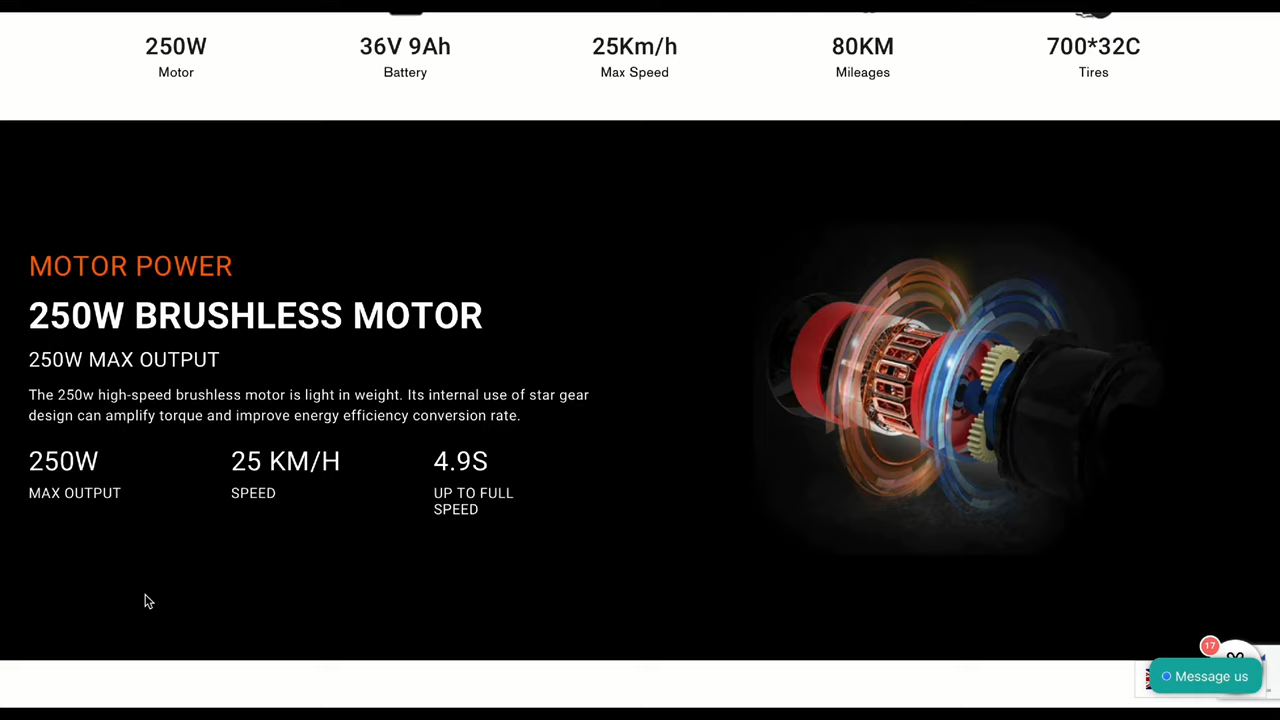 250W
Motor
36V 9Ah
Battery
25Km/h
Max Speed
80KM
Mileages
700*32C
Tires
MOTOR POWER
250W BRUSHLESS MOTOR
250W MAX OUTPUT
The 250w high-speed brushless motor is light in weight. Its internal use of star gear
design can amplify torque and improve energy efficiency conversion rate.
250W
MAX OUTPUT
25 KM/H
SPEED
4.9S
UP TO FULL
SPEED
17
Message us